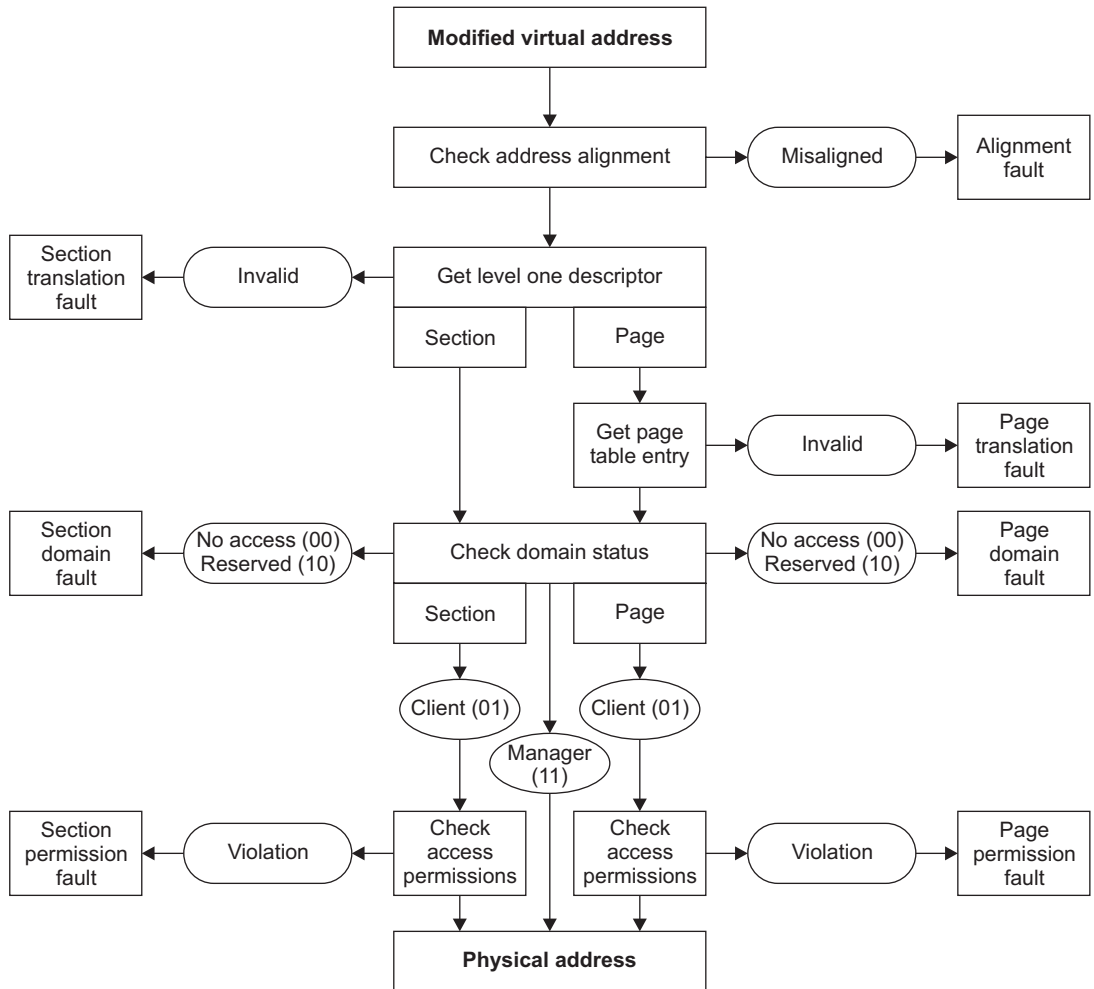 Modified virtual address
Check address alignment
Misaligned
Alignment
fault
Section
translation
fault
Invalid
Get level one descriptor
Section
Page
Get page
table entry
Invalid
Page
translation
fault
Section
domain
fault
No access (00)
Reserved (10)
Check domain status
No access (00)
Reserved (10)
Page
domain
fault
Section
Page
Client (01)
Client (01)
Manager
(11)
Section
permission
fault
Violation
Check
access
permissions
Check
access
permissions
Violation
Page
permission
fault
Physical address